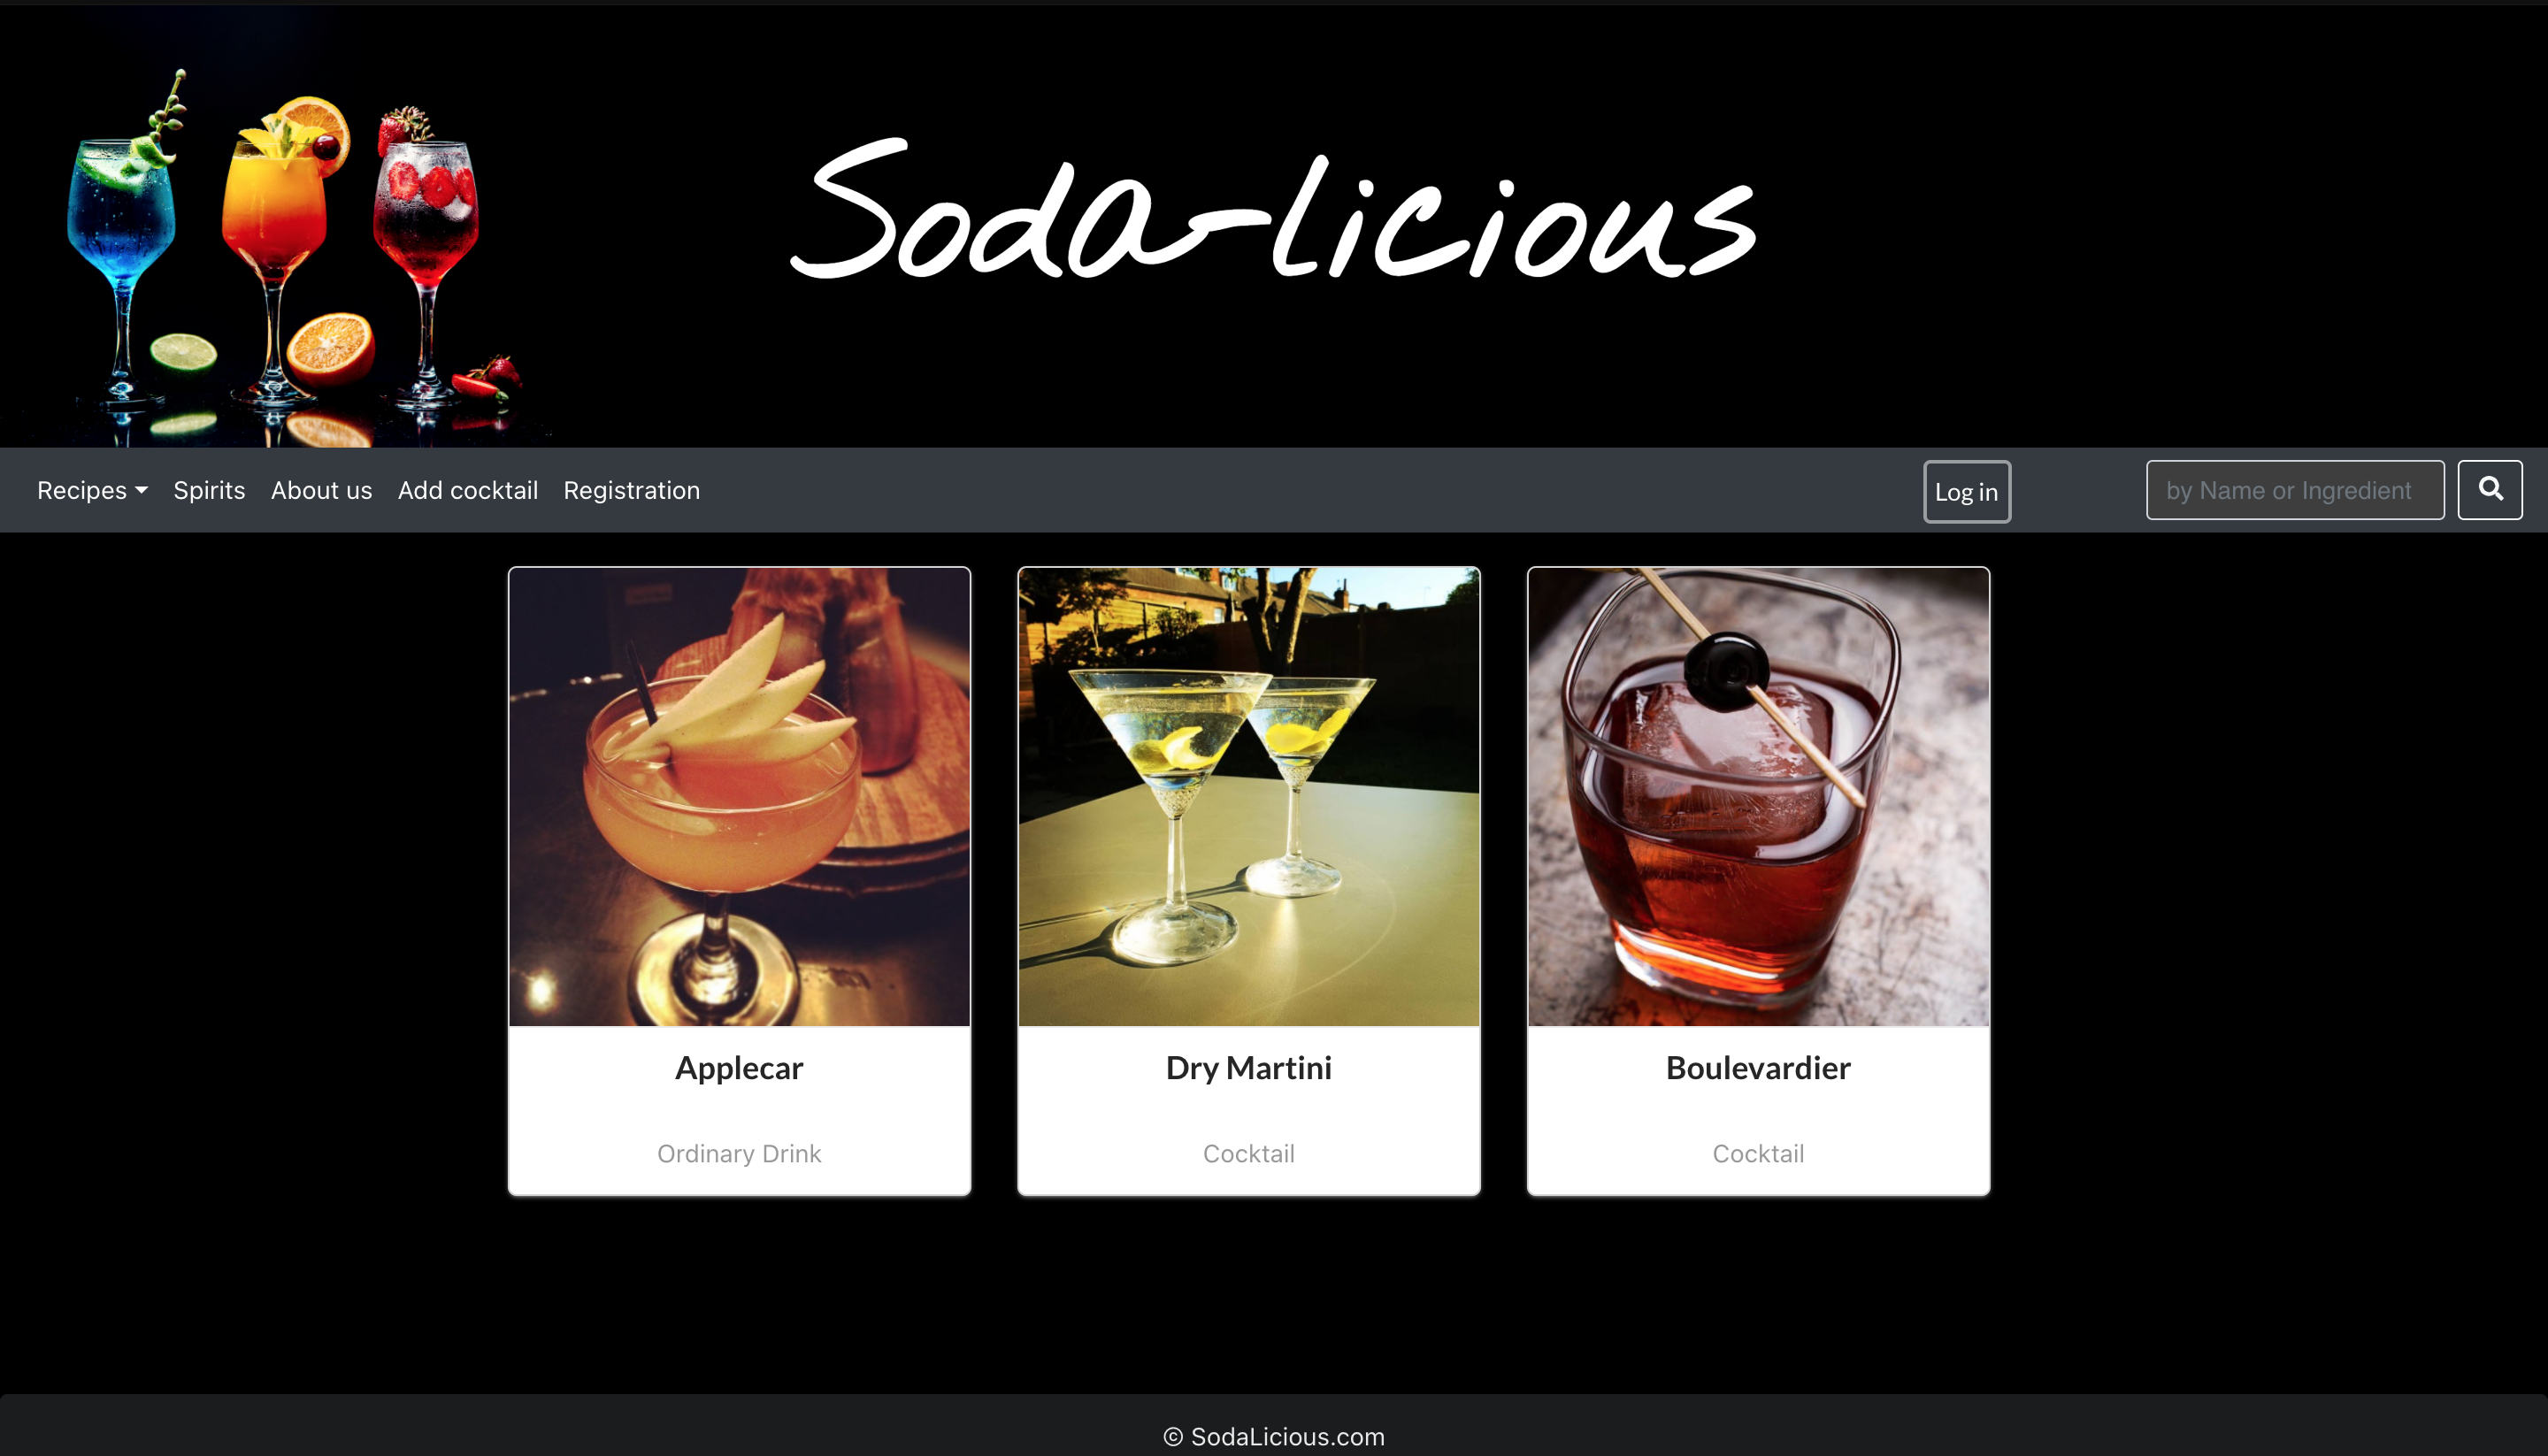 Soda-licious
Recipes Spirits About us Add cocktail Registration Log in by Name or Ingredient
Applecar Dry Martini Boulevardier
Ordinary Drink Cocktail Cocktail
© SodaLicious.com